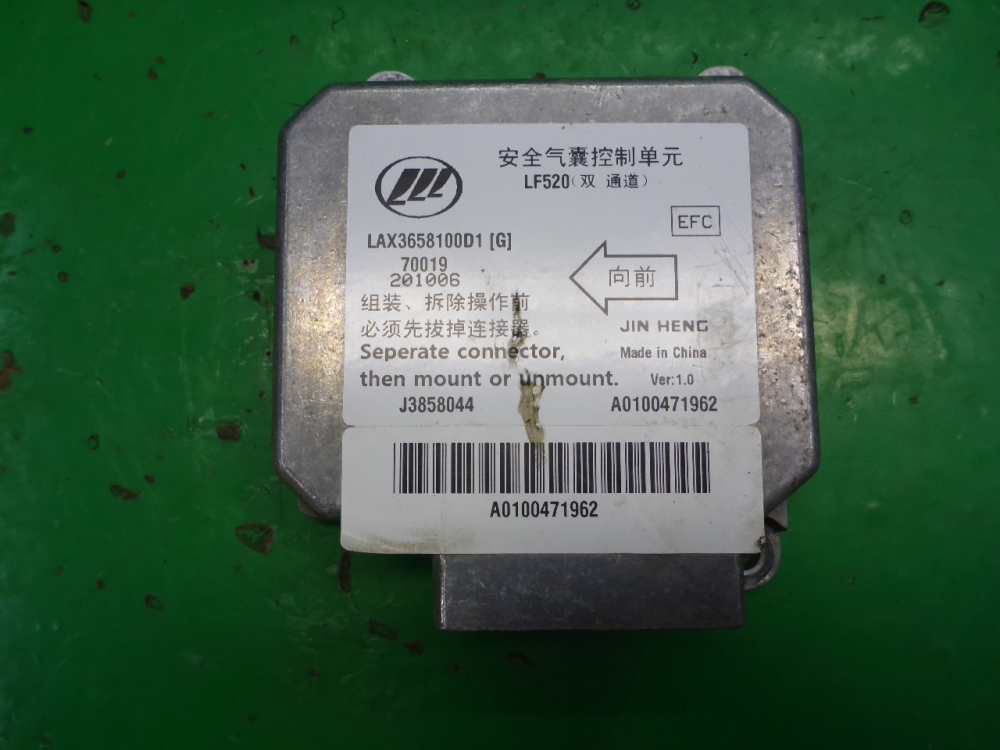 安全气囊控制单元
LF520(双 通道)
EFC
LAX3658100D1 [G]
70019
201006
向前
组装、拆除操作前
必须先拔掉连接器。
JIN HENG
Seperate connector,
Made in China
then mount or unmount.
Ver:1.0
J3858044
A0100471962
A0100471962